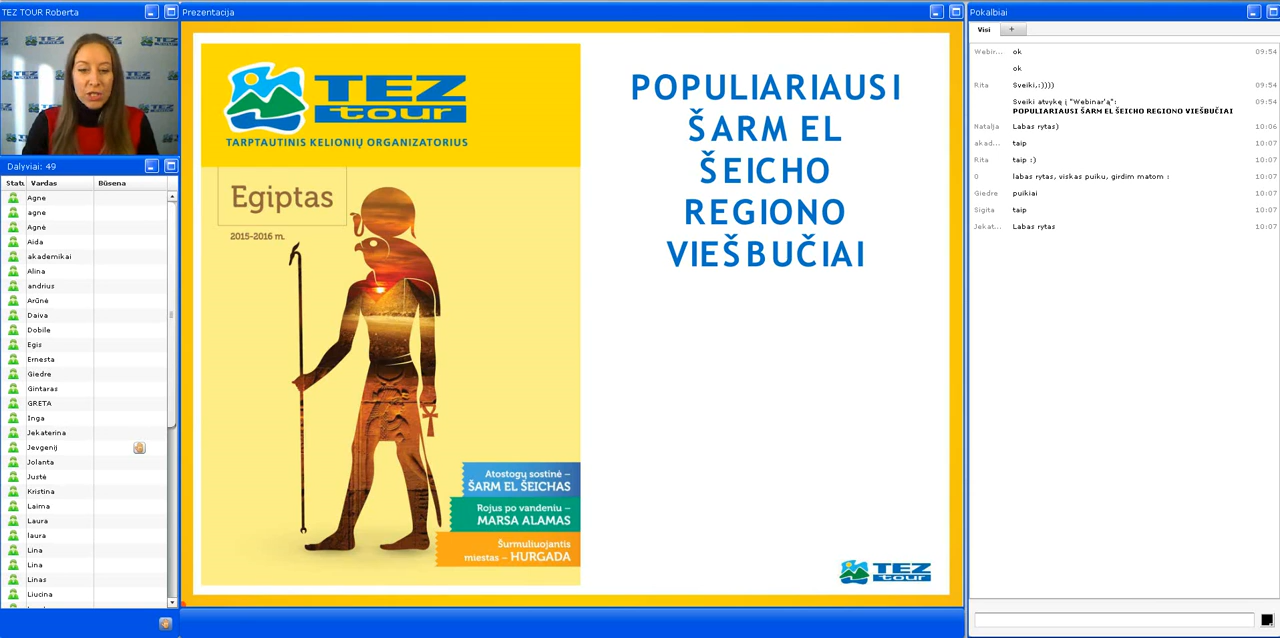 TEZ TOUR Roberta
Dalyviai: 49
Vardas
Būsena
Agne
agne
Agnė
Aida
akademikai
Alina
andrius
Arūnė
Daiva
Dobile
Egis
Ernesta
Giedre
Gintaras
GRETA
Inga
Jekaterina
Jevgenij
Jolanta
Justė
Kristina
Laima
Laura
laura
Lina
Lina
Linas
Liucina
Prezentacija
TEZ
tour
TARPTAUTINIS KELIONIŲ ORGANIZATORIUS
Egiptas
2015-2016 m.
Atostogų sostinė –
ŠARM EL ŠEICHAS
Rojus po vandeniu –
MARSA ALAMAS
Šurmuliuojantis
miestas – HURGADA
POPULIARIAUSI
ŠARM EL
ŠEICHO
REGIONO
VIEŠBUČIAI
TEZ
tour
Pokalbiai
Visi +
Webir... ok 09:54
ok
Rita Sveiki,:)))) 09:54
Sveiki atvykę į "Webinar'ą": 09:54
POPULIARIAUSI ŠARM EL ŠEICHO REGIONO VIEŠBUČIAI
Natalja Labas rytas) 10:06
akad... taip 10:07
Rita taip :) 10:07
0 labas rytas, viskas puiku, girdim matom : 10:07
Giedre puikiai 10:07
Sigita taip 10:07
Jekat... Labas rytas 10:07